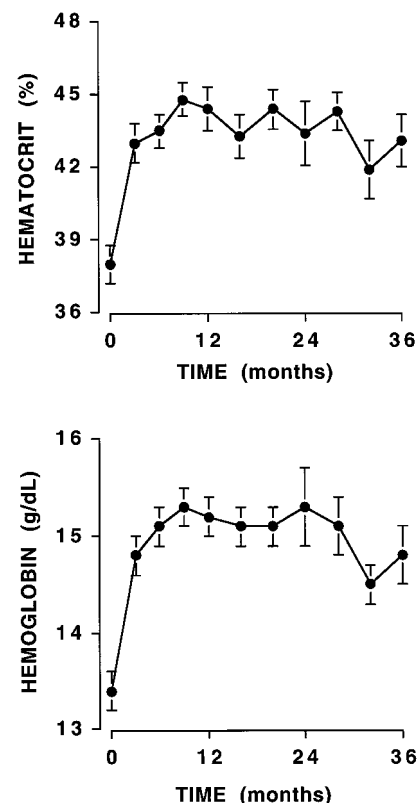 48
45
42
39
36
HEMATOCRIT (%)
0 12 24 36
TIME (months)
16
15
14
13
HEMOGLOBIN (g/dL)
0 12 24 36
TIME (months)